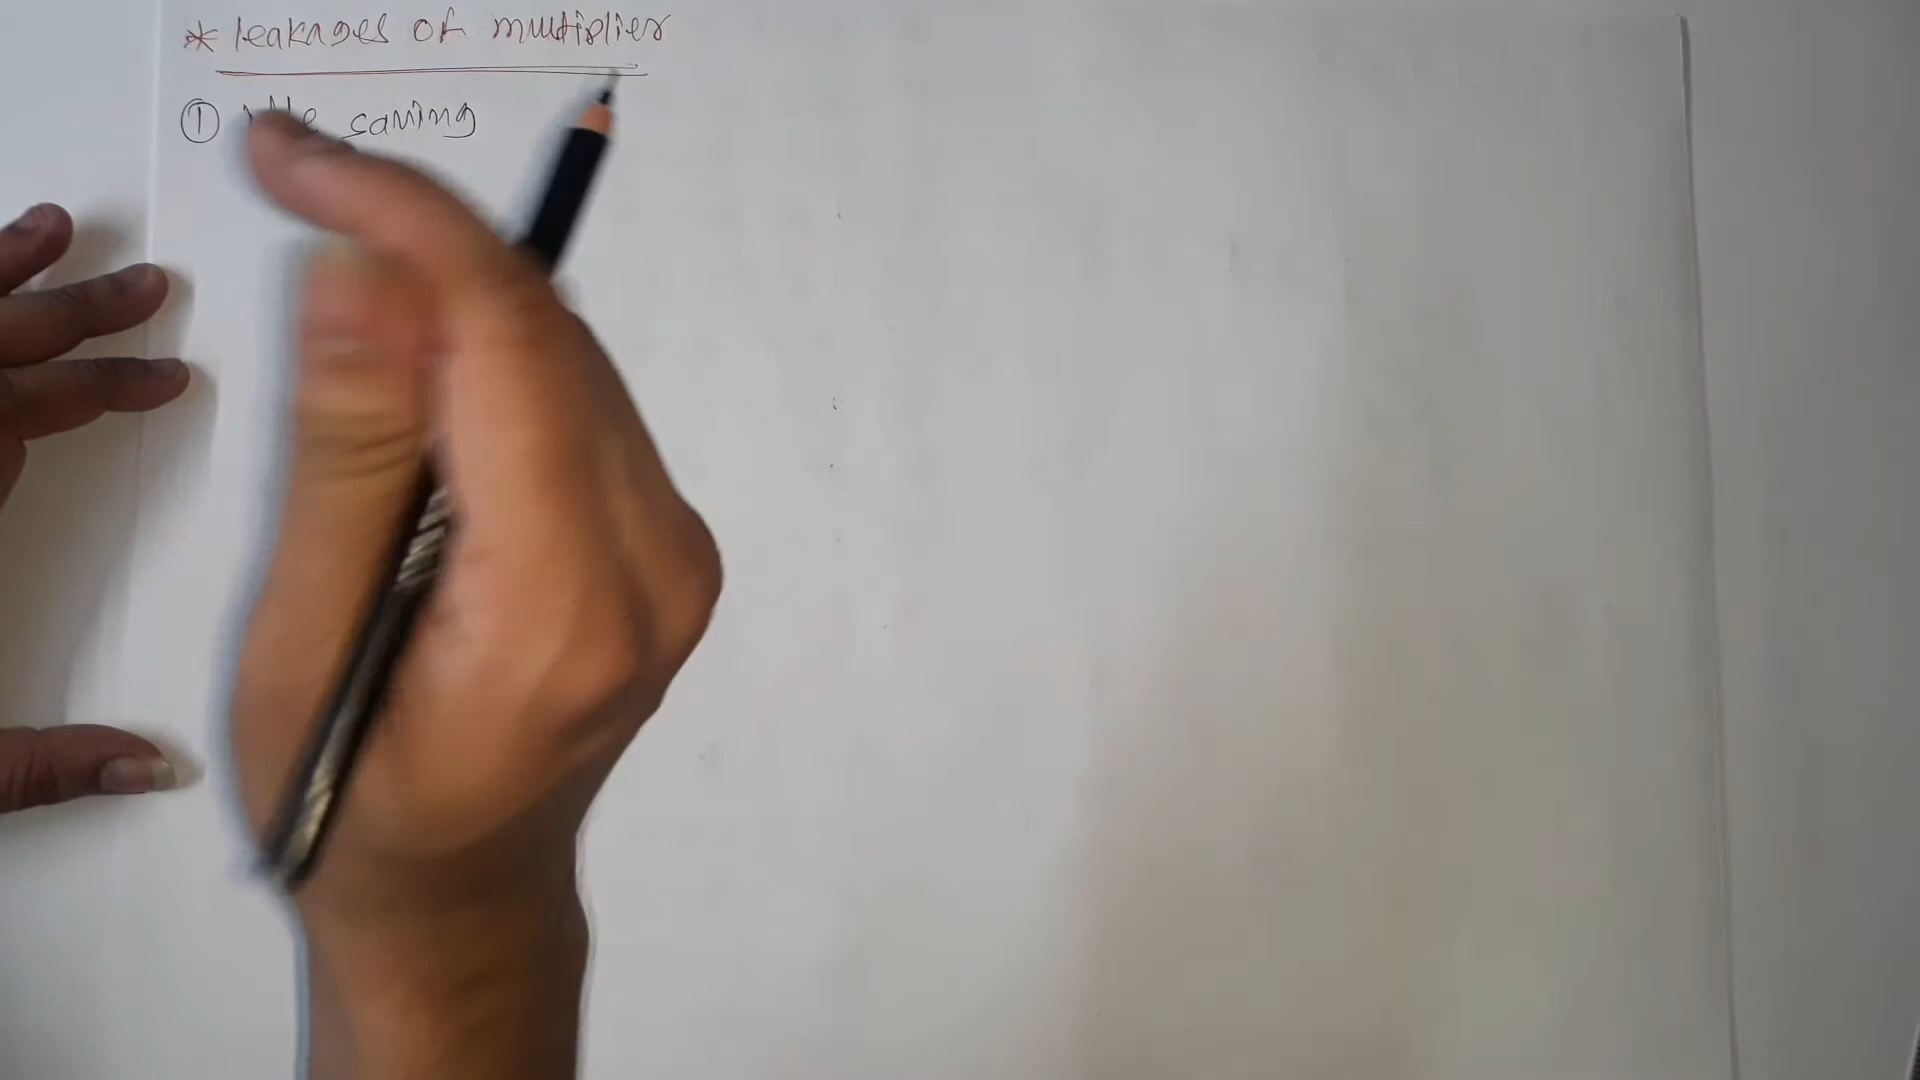 * leakages of multiplier
① saving